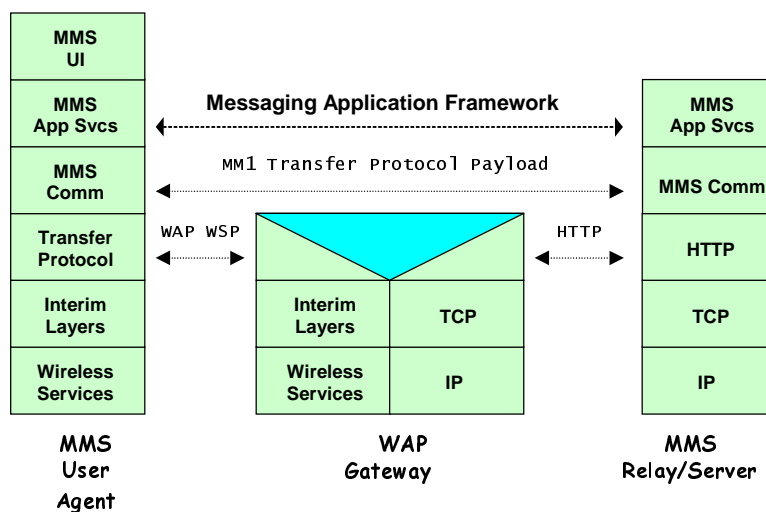 MMS
UI
MMS
App Svcs
Messaging Application Framework
MMS
App Svcs
MMS
Comm
MM1 Transfer Protocol Payload
MMS Comm
Transfer
Protocol
WAP WSP
HTTP
HTTP
Interim
Layers
Interim
Layers
TCP
TCP
Wireless
Services
Wireless
Services
IP
IP
MMS
User
Agent
WAP
Gateway
MMS
Relay/Server